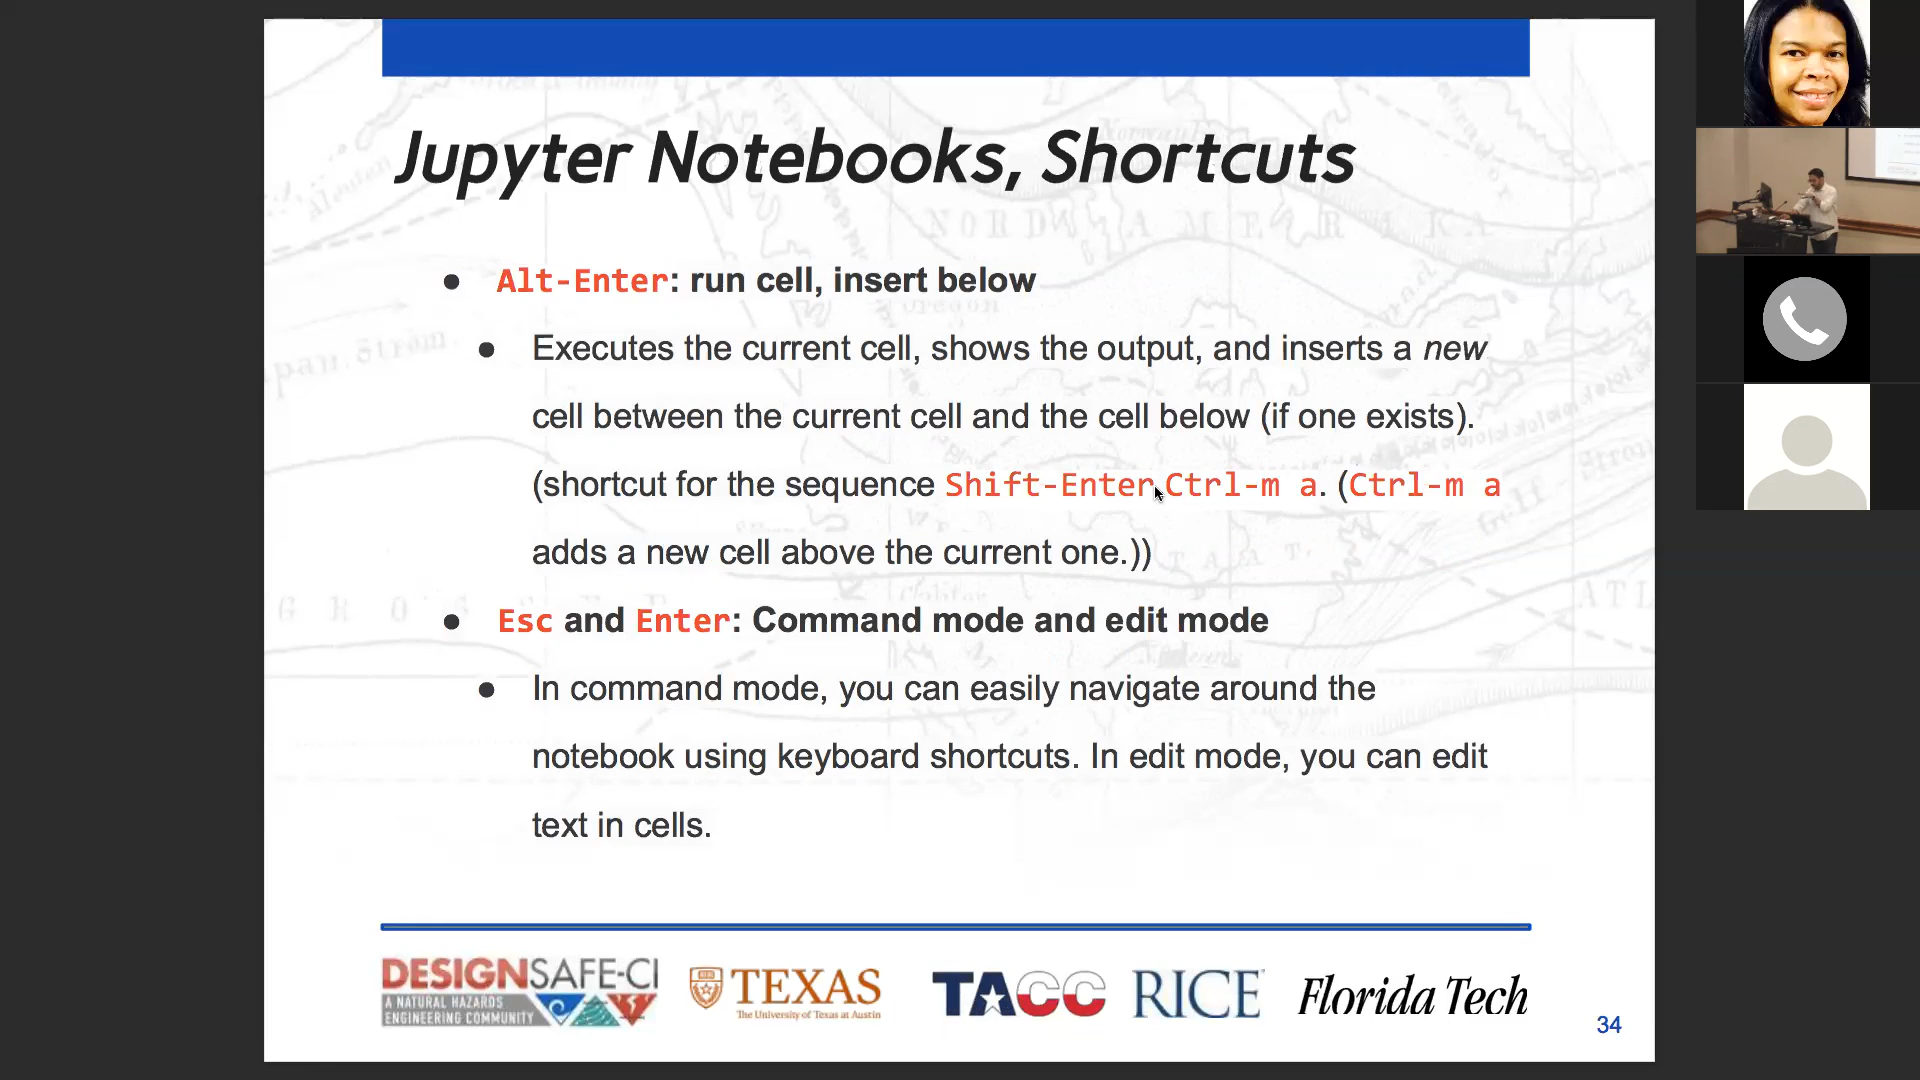 Jupyter Notebooks, Shortcuts
● Alt-Enter: run cell, insert below
● Executes the current cell, shows the output, and inserts a new
cell between the current cell and the cell below (if one exists).
(shortcut for the sequence Shift-Enter Ctrl-m a. (Ctrl-m a
adds a new cell above the current one.))
● Esc and Enter: Command mode and edit mode
● In command mode, you can easily navigate around the
notebook using keyboard shortcuts. In edit mode, you can edit
text in cells.
NORD AMERIKA
DESIGNSAFE-CI
A NATURAL HAZARDS
ENGINEERING COMMUNITY
TEXAS
The University of Texas at Austin
TACC
RICE
Florida Tech
34